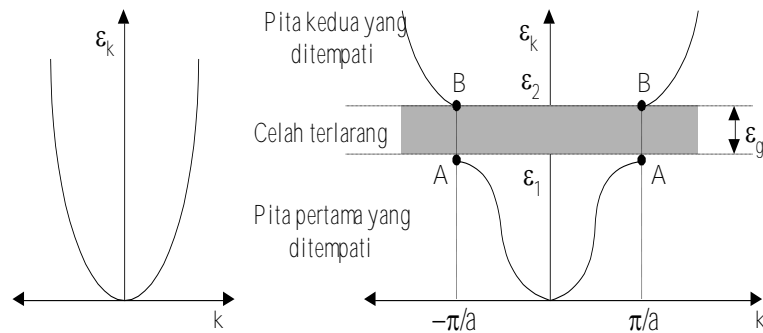 εk
k
Pita kedua yang
ditempati
εk
B
ε2
B
Celah terlarang
εg
A
ε1
A
Pita pertama yang
ditempati
−π/a
π/a
k